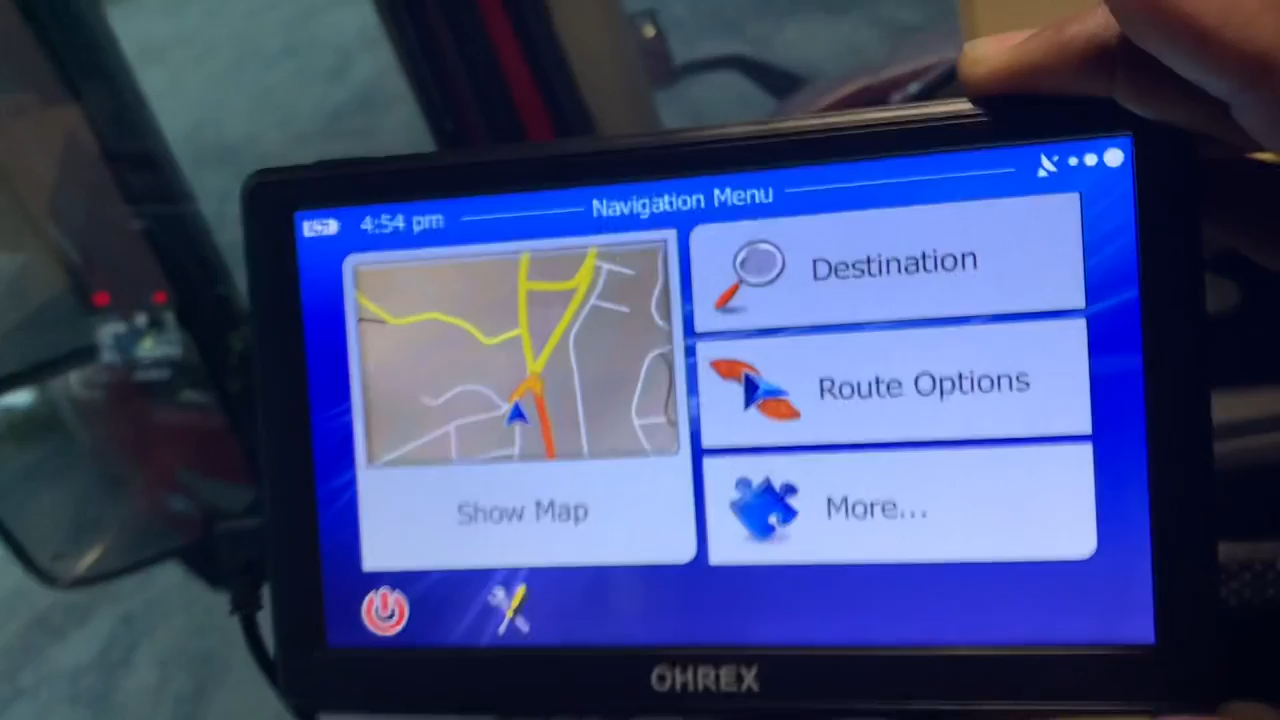 4:54 pm
Navigation Menu
Destination
Route Options
Show Map
More...
OHREX